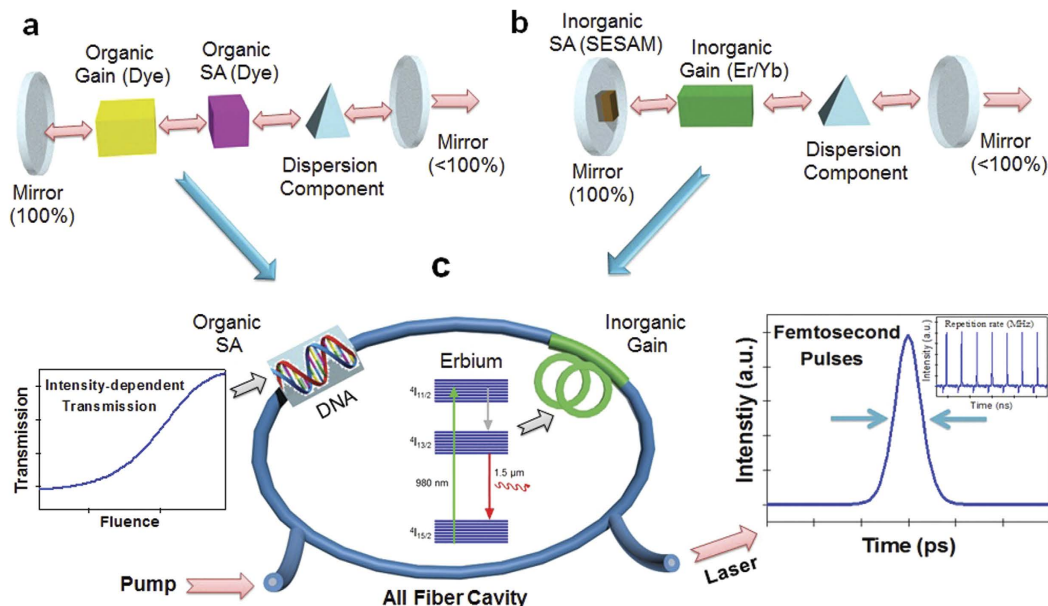 a
Organic
Gain (Dye)
Organic
SA (Dye)
Mirror
(100%)
Dispersion
Component
Mirror
(<100%)
b
Inorganic
SA (SESAM)
Inorganic
Gain (Er/Yb)
Mirror
(100%)
Dispersion
Component
Mirror
(<100%)
c
Organic
SA
DNA
Inorganic
Gain
Erbium
⁴I₁₁/₂
⁴I₁₃/₂
1.5 μm
980 nm
⁴I₁₅/₂
Intensity-dependent
Transmission
Transmission
Fluence
Pump
All Fiber Cavity
Laser
Femtosecond
Pulses
Intenstiy (a.u.)
Time (ps)
Repetition rate (MHz)
Intensity (a.u.)
Time (ns)